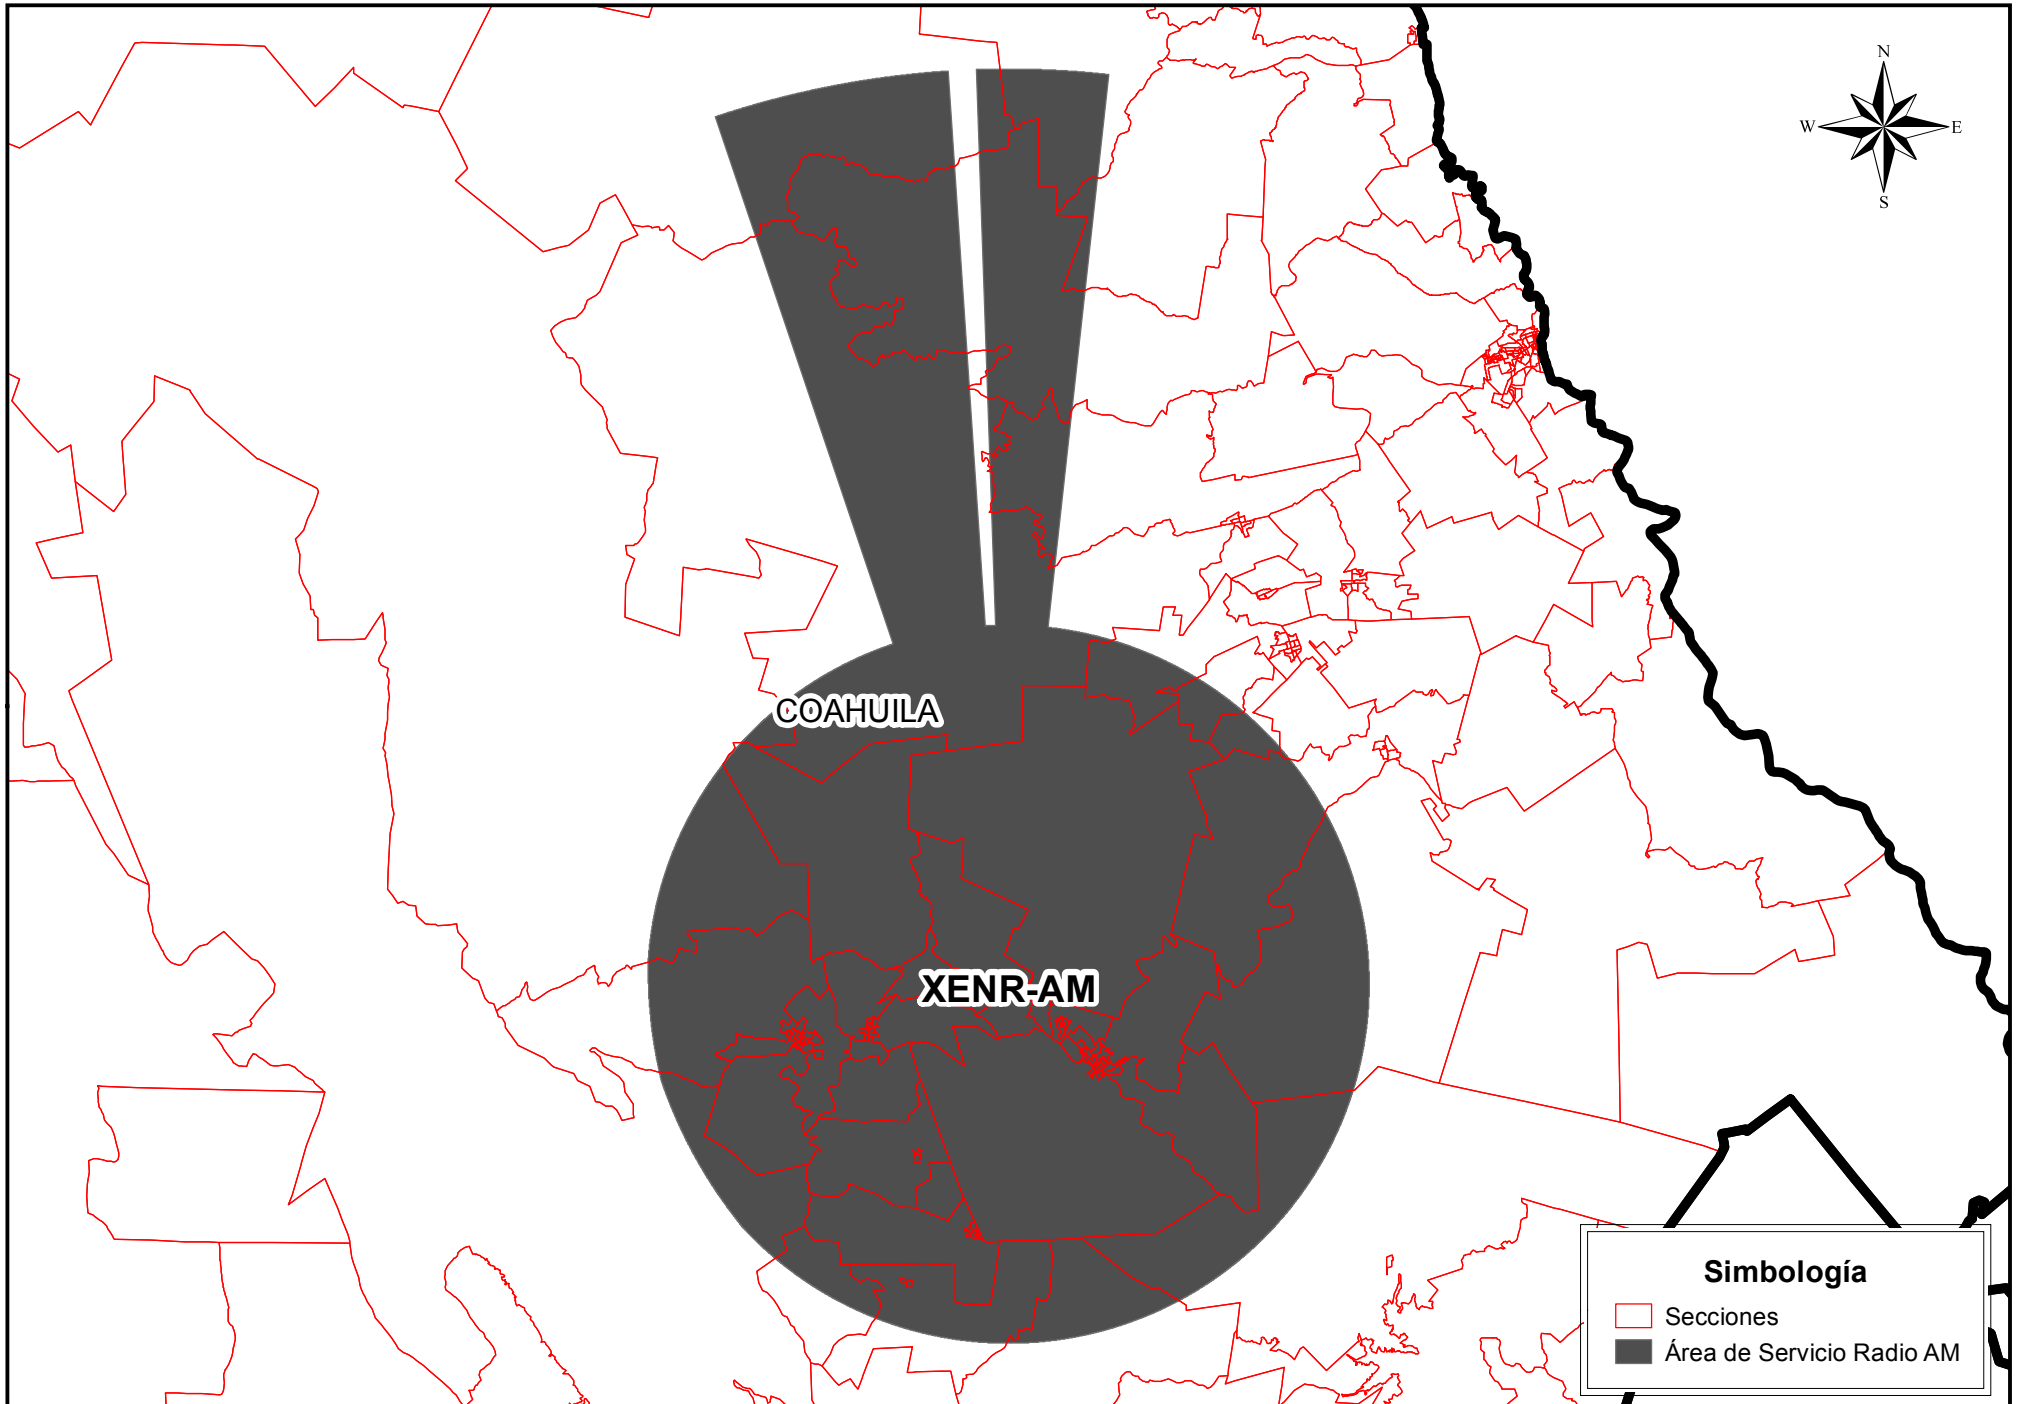 N
W E
S
COAHUILA
XENR-AM
Simbología
Secciones
Área de Servicio Radio AM